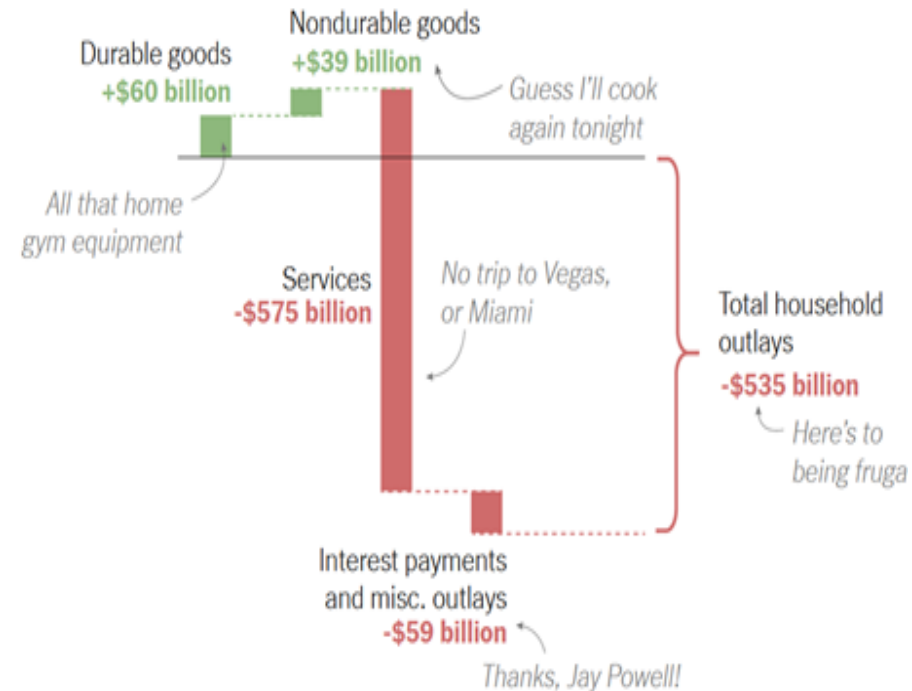 Nondurable goods
+$39 billion
Durable goods
+$60 billion
Guess I'll cook
again tonight
All that home
gym equipment
Services
-$575 billion
No trip to Vegas,
or Miami
Total household
outlays
-$535 billion
Here's to
being fruga
Interest payments
and misc. outlays
-$59 billion
Thanks, Jay Powell!